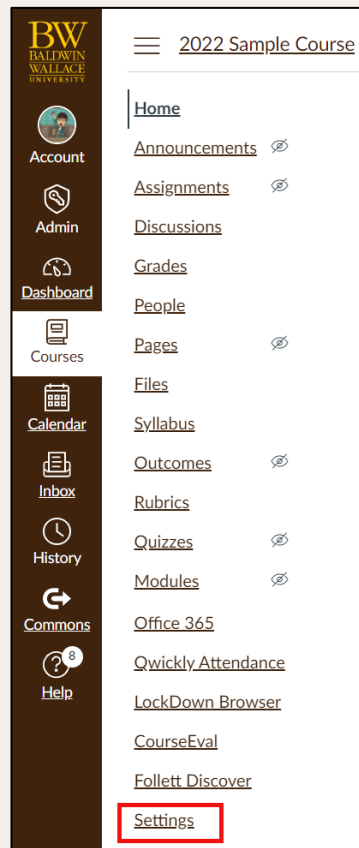 BW
BALDWIN
WALLACE
UNIVERSITY
Account
Admin
Dashboard
Courses
Calendar
Inbox
History
Commons
8
Help
2022 Sample Course
Home
Announcements
Assignments
Discussions
Grades
People
Pages
Files
Syllabus
Outcomes
Rubrics
Quizzes
Modules
Office 365
Qwickly Attendance
LockDown Browser
CourseEval
Follett Discover
Settings